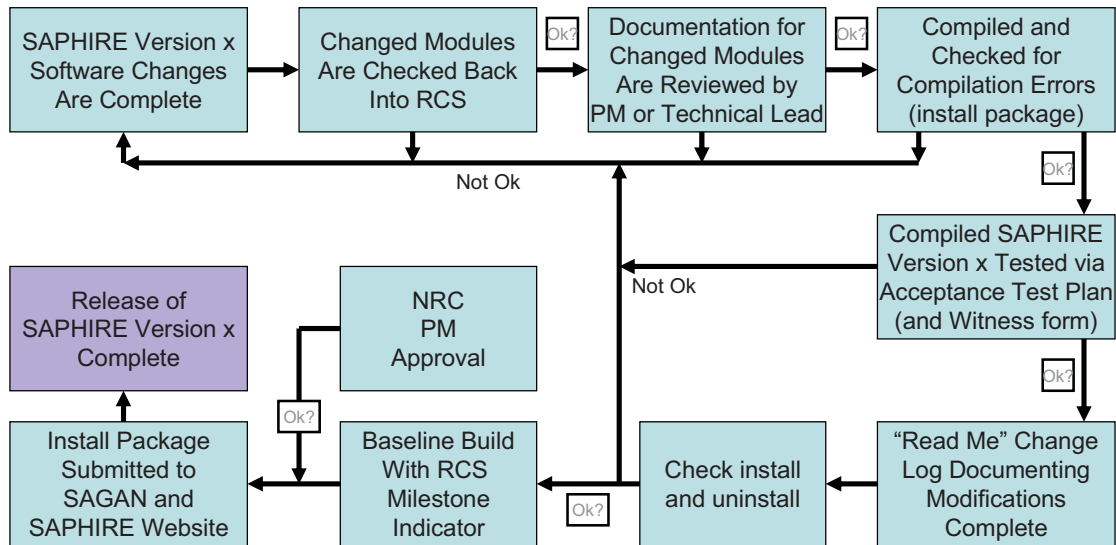 SAPHIRE Version x
Software Changes
Are Complete
Changed Modules
Are Checked Back
Into RCS
Ok?
Documentation for
Changed Modules
Are Reviewed by
PM or Technical Lead
Ok?
Compiled and
Checked for
Compilation Errors
(install package)
Not Ok
Ok?
Compiled SAPHIRE
Version x Tested via
Acceptance Test Plan
(and Witness form)
Not Ok
Release of
SAPHIRE Version x
Complete
NRC
PM
Approval
Ok?
Ok?
Install Package
Submitted to
SAGAN and
SAPHIRE Website
Baseline Build
With RCS
Milestone
Indicator
Ok?
Check install
and uninstall
“Read Me” Change
Log Documenting
Modifications
Complete